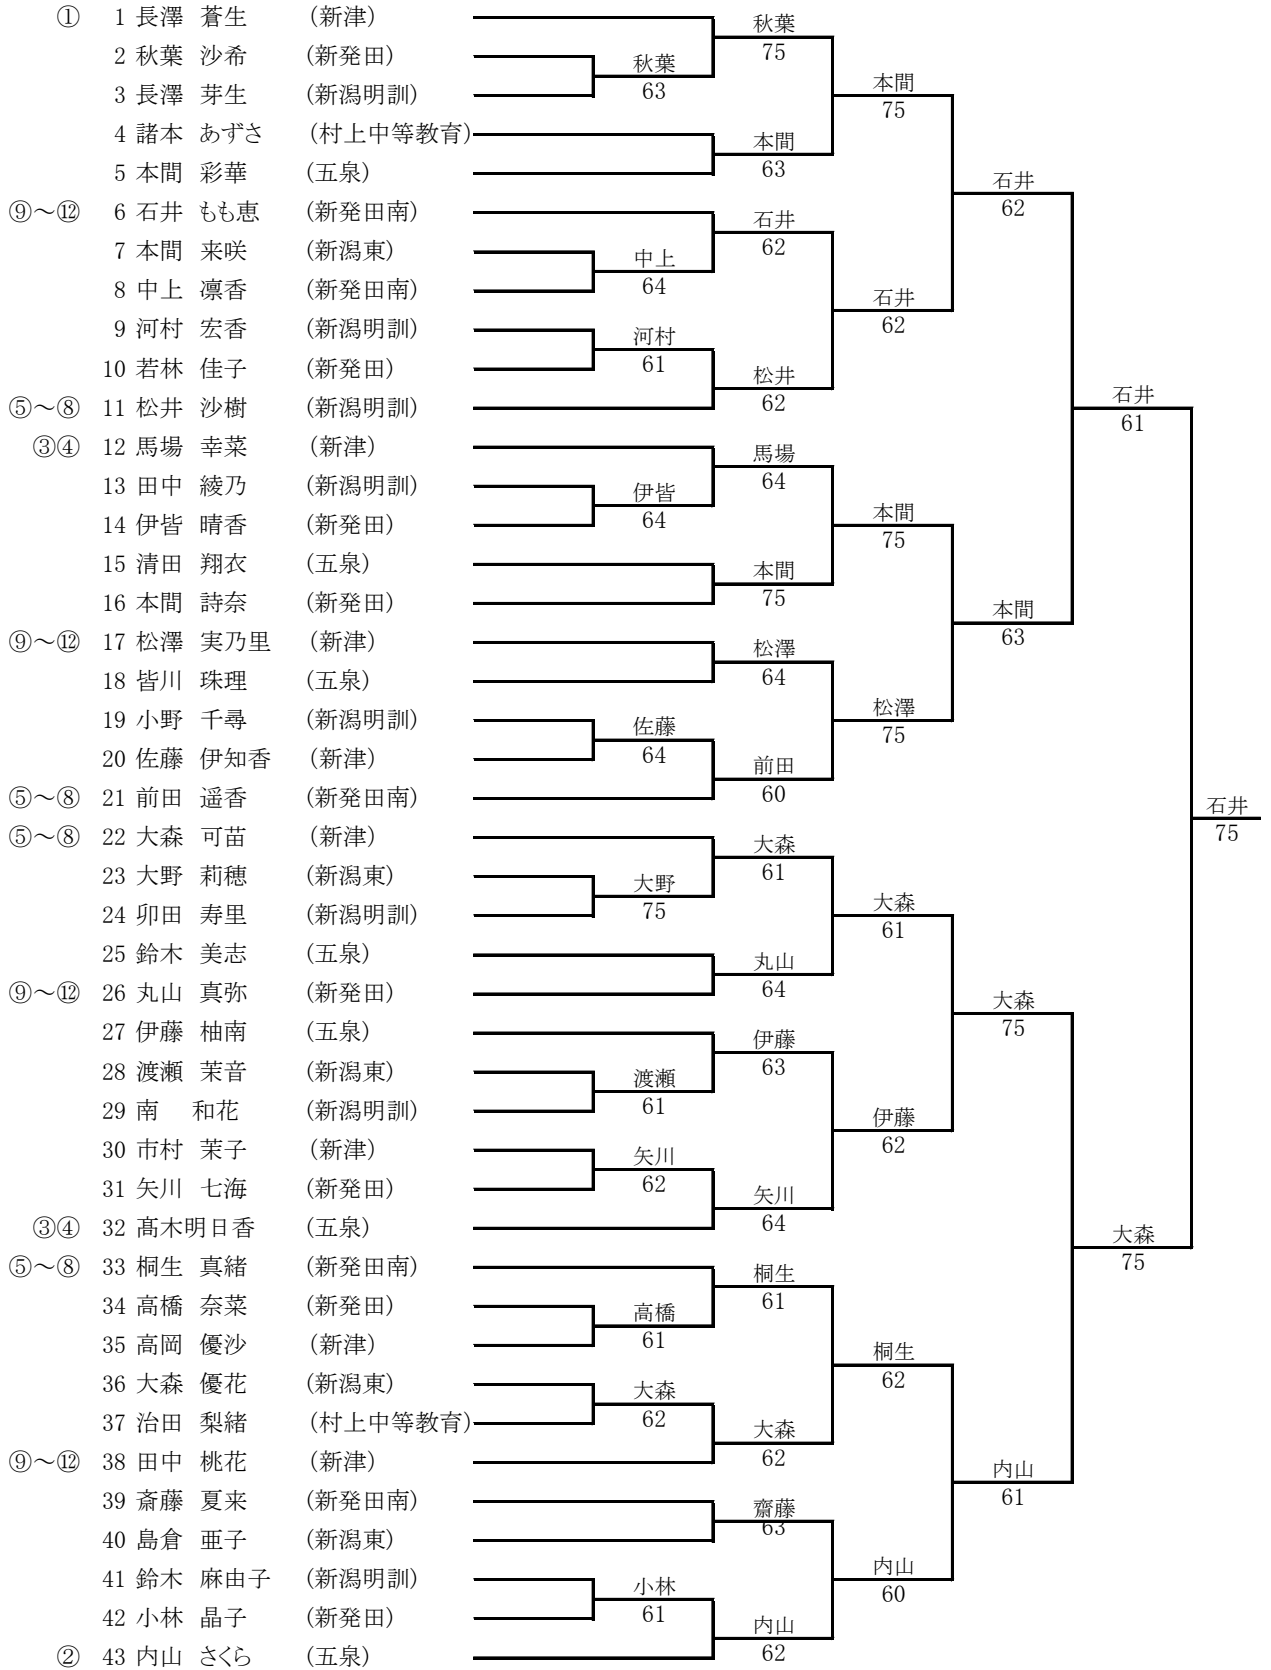 ① 1 長澤 蒼生 (新津)
2 秋葉 沙希 (新発田)
3 長澤 芽生 (新潟明訓)
4 諸本 あずさ (村上中等教育)
5 本間 彩華 (五泉)
⑨～⑫ 6 石井 もも恵 (新発田南)
7 本間 来咲 (新潟東)
8 中上 凛香 (新発田南)
9 河村 宏香 (新潟明訓)
10 若林 佳子 (新発田)
⑤～⑧ 11 松井 沙樹 (新潟明訓)
③④ 12 馬場 幸菜 (新津)
13 田中 綾乃 (新潟明訓)
14 伊皆 晴香 (新発田)
15 清田 翔衣 (五泉)
16 本間 詩奈 (新発田)
⑨～⑫ 17 松澤 実乃里 (新津)
18 皆川 珠理 (五泉)
19 小野 千尋 (新潟明訓)
20 佐藤 伊知香 (新津)
⑤～⑧ 21 前田 遥香 (新発田南)
⑤～⑧ 22 大森 可苗 (新津)
23 大野 莉穂 (新潟東)
24 卯田 寿里 (新潟明訓)
25 鈴木 美志 (五泉)
⑨～⑫ 26 丸山 真弥 (新発田)
27 伊藤 柚南 (五泉)
28 渡瀬 茉音 (新潟東)
29 南 和花 (新潟明訓)
30 市村 茉子 (新津)
31 矢川 七海 (新発田)
③④ 32 髙木明日香 (五泉)
⑤～⑧ 33 桐生 真緒 (新発田南)
34 高橋 奈菜 (新発田)
35 高岡 優沙 (新津)
36 大森 優花 (新潟東)
37 治田 梨緒 (村上中等教育)
⑨～⑫ 38 田中 桃花 (新津)
39 斎藤 夏来 (新発田南)
40 島倉 亜子 (新潟東)
41 鈴木 麻由子 (新潟明訓)
42 小林 晶子 (新発田)
② 43 内山 さくら (五泉)
秋葉
63
中上
64
河村
61
伊皆
64
佐藤
64
大野
75
渡瀬
61
矢川
62
高橋
61
大森
62
小林
61
秋葉
75
本間
63
石井
62
松井
62
馬場
64
本間
75
松澤
64
前田
60
大森
61
丸山
64
伊藤
63
矢川
64
桐生
61
大森
62
齋藤
63
内山
62
本間
75
石井
62
本間
75
松澤
75
大森
61
伊藤
62
桐生
62
内山
60
石井
62
本間
63
大森
75
内山
61
石井
61
大森
75
石井
75